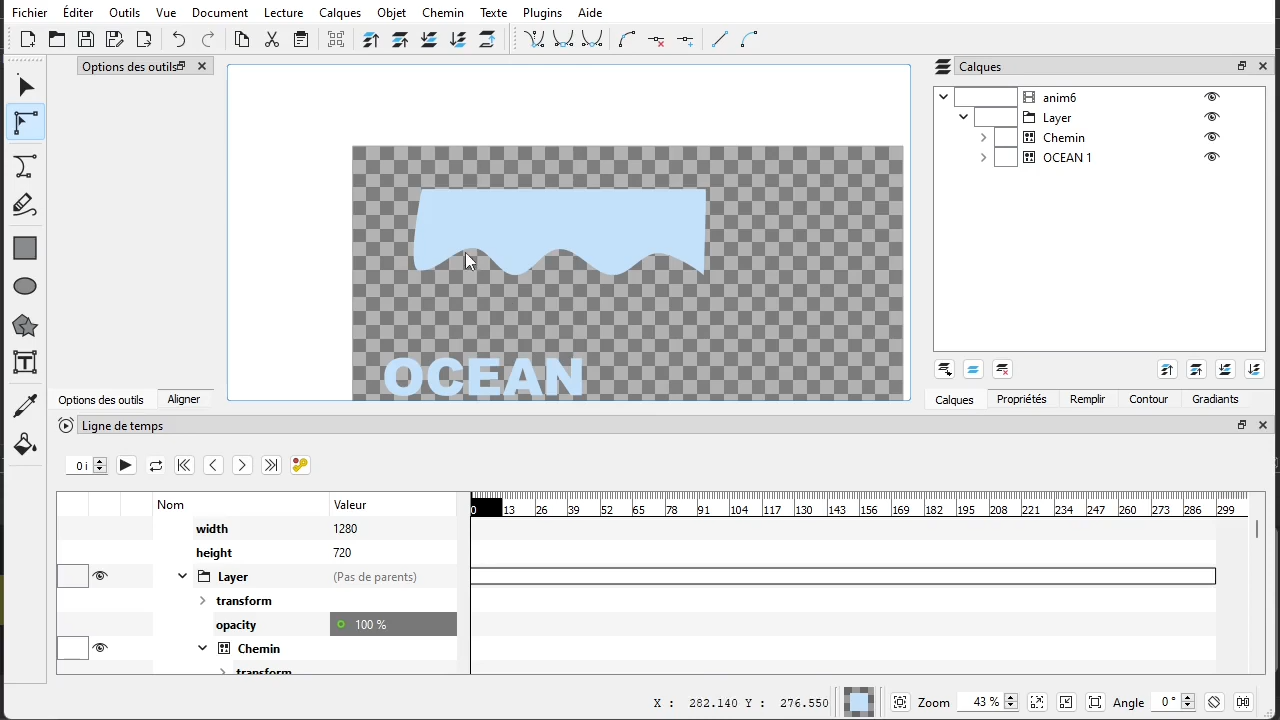 Fichier Éditer Outils Vue Document Lecture Calques Objet Chemin Texte Plugins Aide
Options des outils
Calques
anim6
Layer
Chemin
OCEAN 1
OCEAN
Options des outils Aligner
Calques Propriétés Remplir Contour Gradients
Ligne de temps
0 i
Nom Valeur
0 13 26 39 52 65 78 91 104 117 130 143 156 169 182 195 208 221 234 247 260 273 286 299
width 1280
height 720
Layer (Pas de parents)
transform
opacity 100 %
Chemin
transform
X : 282.140 Y : 276.550 Zoom 43 % Angle 0 °